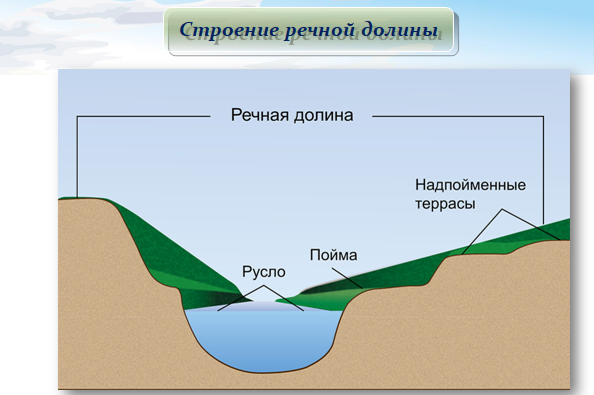 Строение речной долины
Речная долина
Надпойменные
террасы
Пойма
Русло